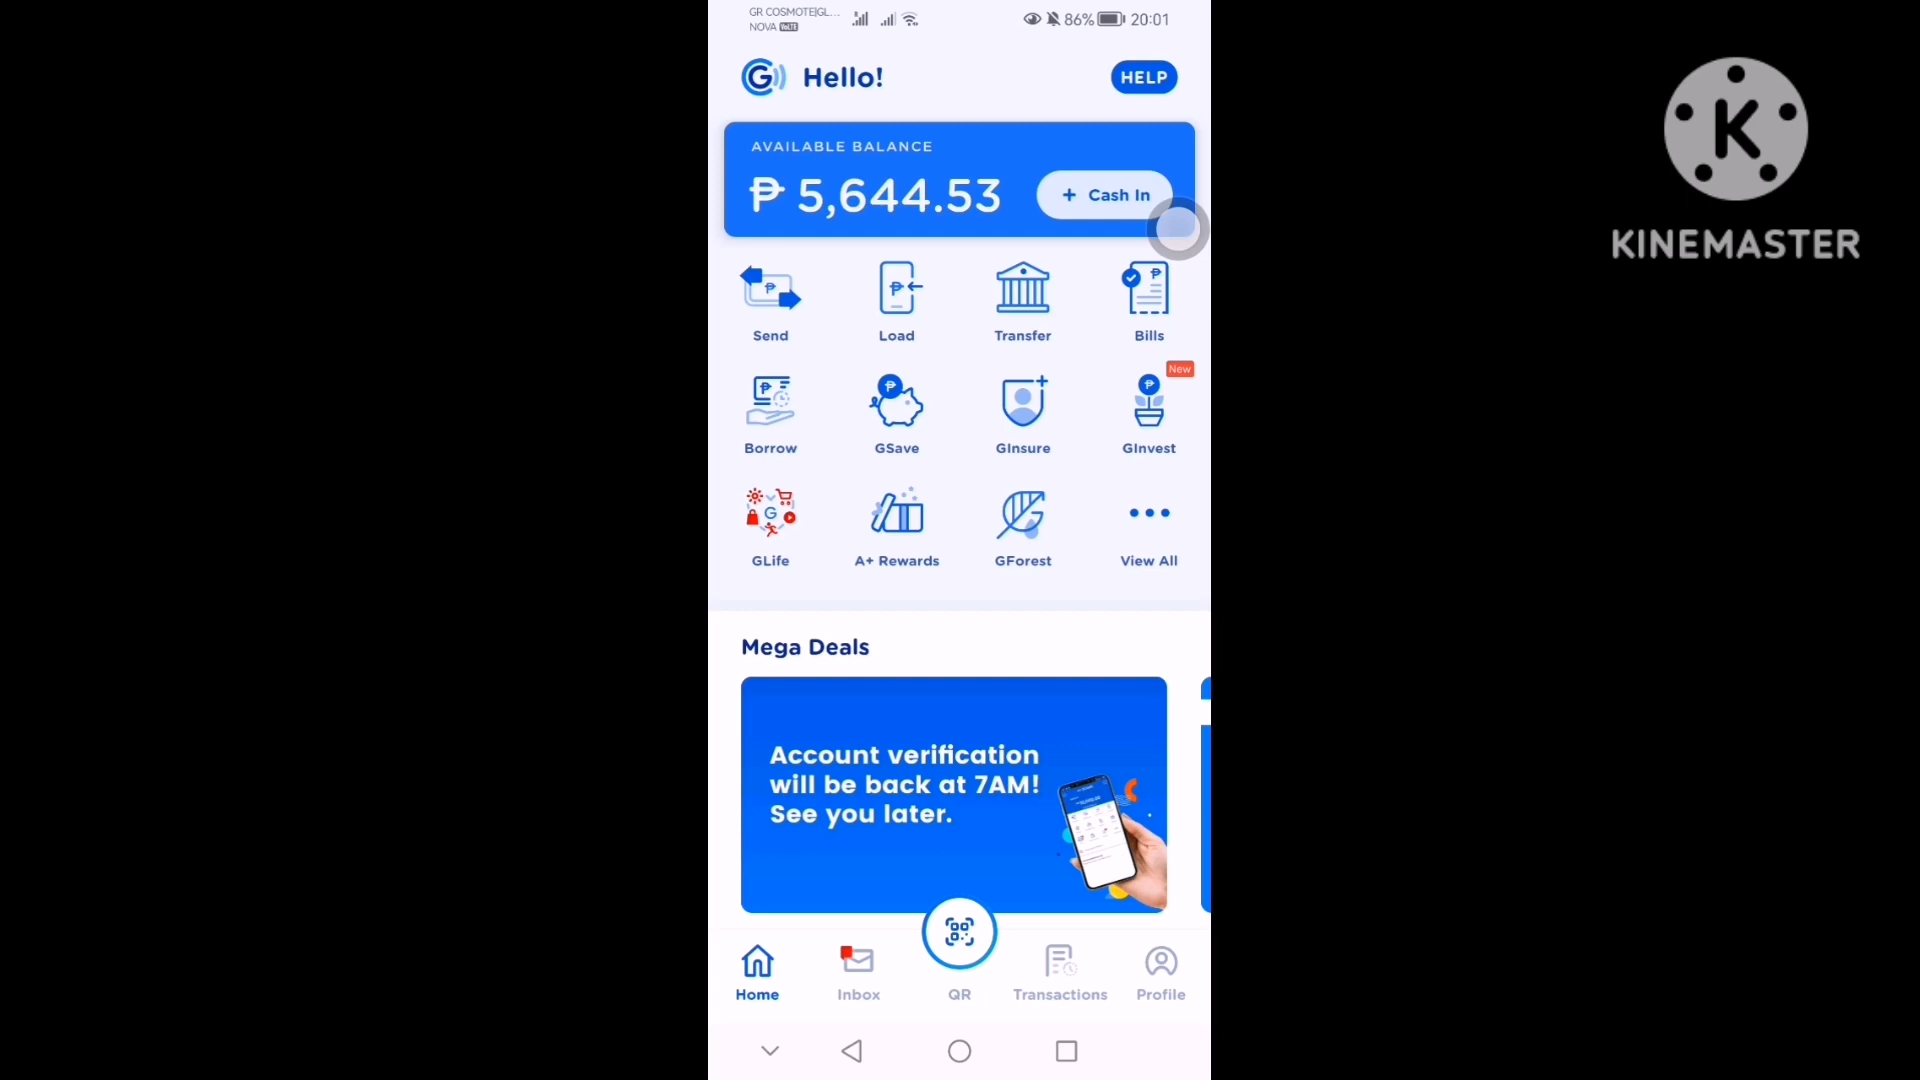 GR COSMOTE|GL...
NOVA VoLTE
86% 20:01
Hello!
HELP
AVAILABLE BALANCE
₱ 5,644.53
+ Cash In
Send Load Transfer Bills
New
Borrow GSave GInsure GInvest
GLife A+ Rewards GForest View All
Mega Deals
Account verification
will be back at 7AM!
See you later.
Home Inbox QR Transactions Profile
K
KINEMASTER